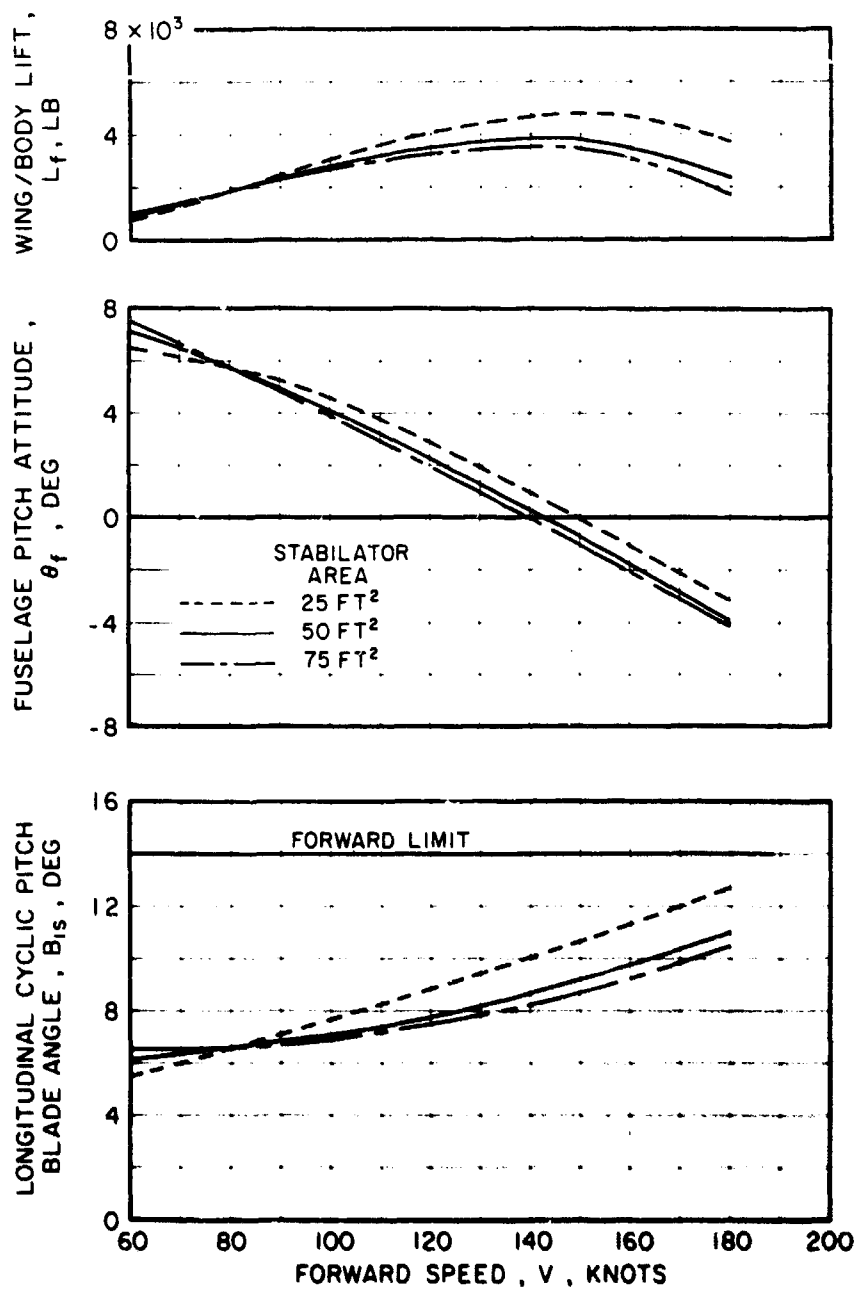 WING/BODY LIFT,
Lf, LB
8 × 10³
4
0
FUSELAGE PITCH ATTITUDE,
θf, DEG
8
4
0
-4
-8
STABILATOR
AREA
25 FT²
50 FT²
75 FT²
LONGITUDINAL CYCLIC PITCH
BLADE ANGLE, B1s, DEG
16
12
8
4
0
FORWARD LIMIT
60 80 100 120 140 160 180 200
FORWARD SPEED, V, KNOTS